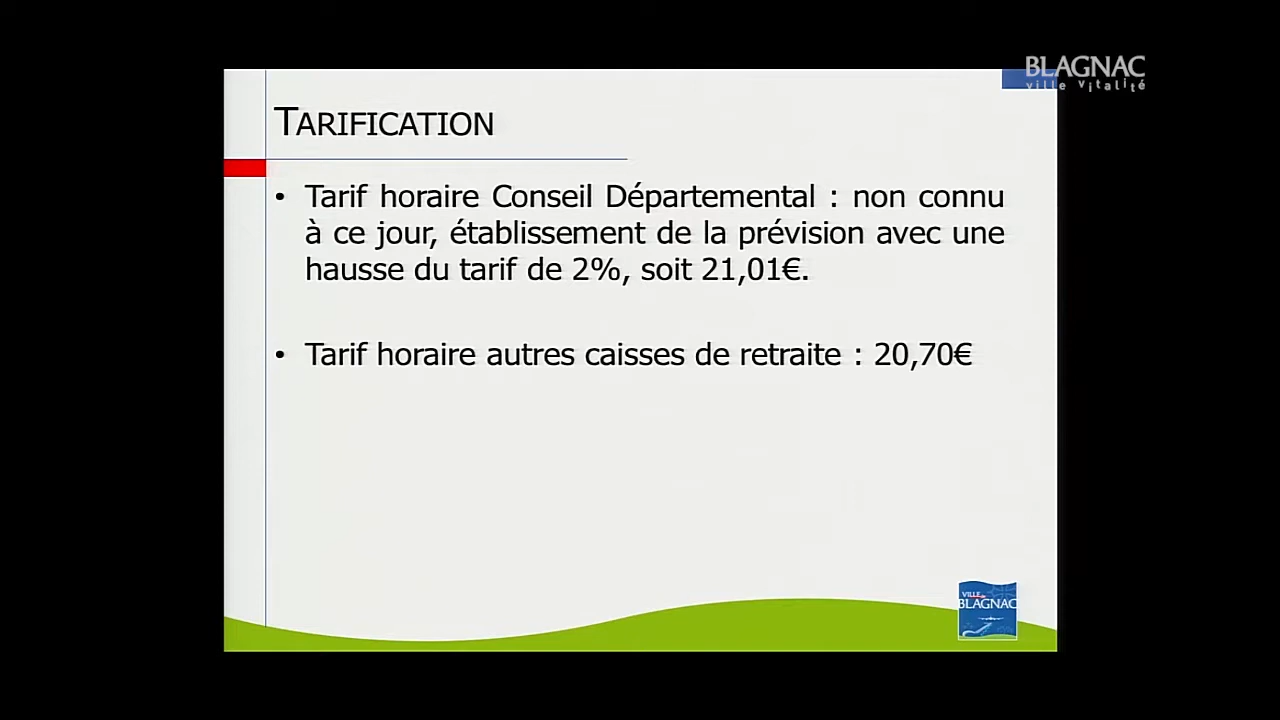 BLAGNAC
ville vitalité
TARIFICATION
• Tarif horaire Conseil Départemental : non connu
à ce jour, établissement de la prévision avec une
hausse du tarif de 2%, soit 21,01€.
• Tarif horaire autres caisses de retraite : 20,70€
VILLE de
BLAGNAC